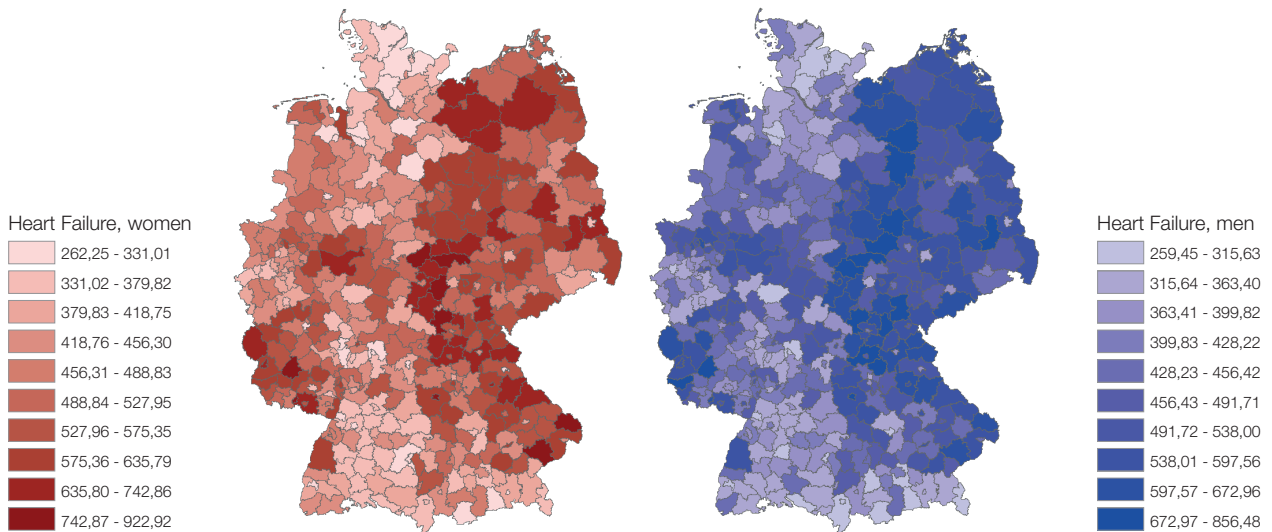 Heart Failure, women
262,25 - 331,01
331,02 - 379,82
379,83 - 418,75
418,76 - 456,30
456,31 - 488,83
488,84 - 527,95
527,96 - 575,35
575,36 - 635,79
635,80 - 742,86
742,87 - 922,92
Heart Failure, men
259,45 - 315,63
315,64 - 363,40
363,41 - 399,82
399,83 - 428,22
428,23 - 456,42
456,43 - 491,71
491,72 - 538,00
538,01 - 597,56
597,57 - 672,96
672,97 - 856,48